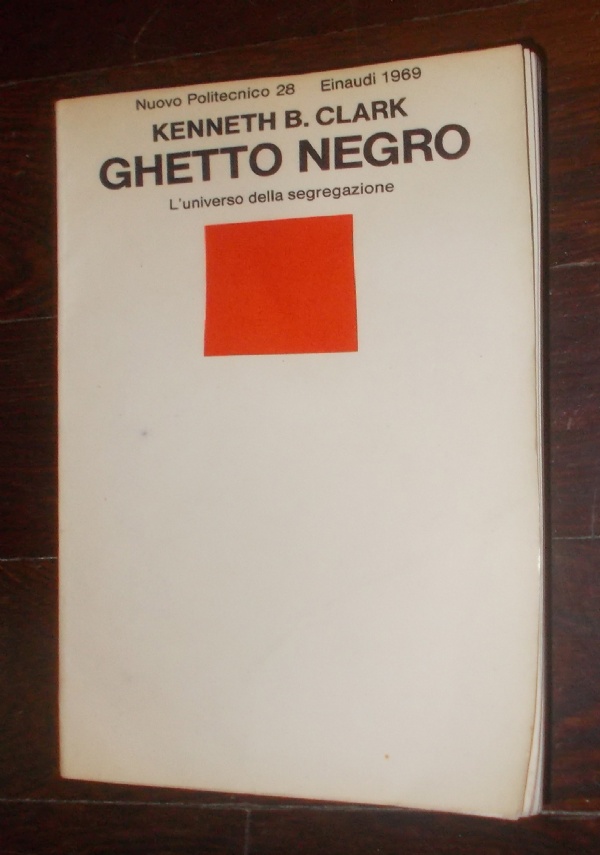 Nuovo Politecnico 28 Einaudi 1969
KENNETH B. CLARK
GHETTO NEGRO
L'universo della segregazione